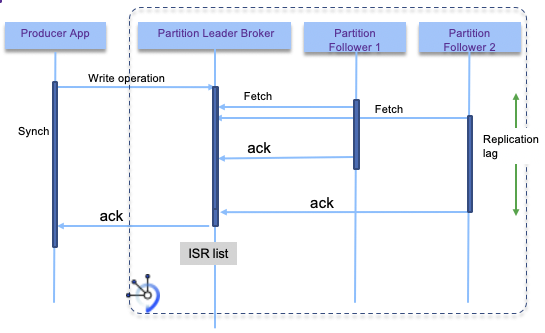 Producer App
Partition Leader Broker
Partition
Follower 1
Partition
Follower 2
Write operation
Fetch
Fetch
Synch
Replication
lag
ack
ack
ack
ISR list